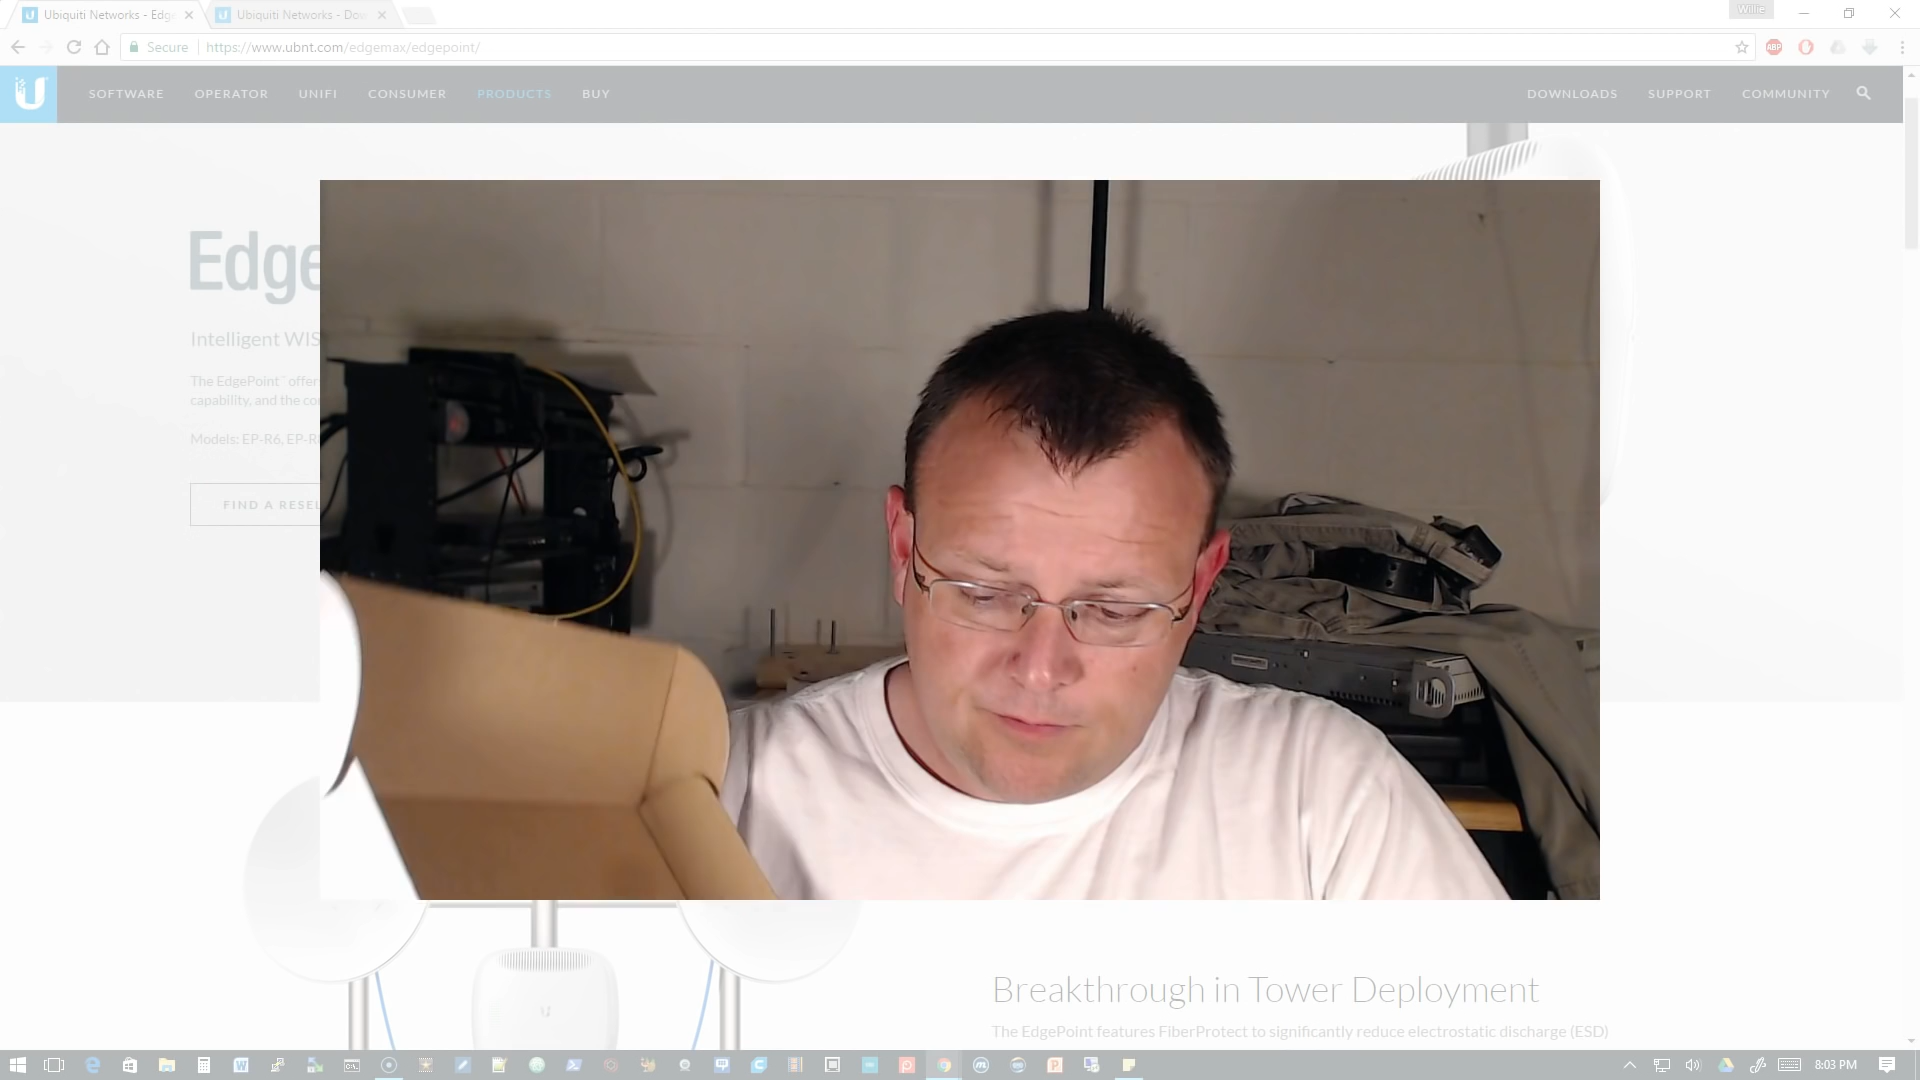 Ubiquiti Networks - Edge
Ubiquiti Networks - Dow
Willie
Secure
https://www.ubnt.com/edgemax/edgepoint/
ABP
SOFTWARE OPERATOR UNIFI CONSUMER PRODUCTS BUY
DOWNLOADS SUPPORT COMMUNITY
Edge
Intelligent WIS
The EdgePoint™ offer
capability, and the co
Models: EP-R6, EP-R
FIND A RESEL
Breakthrough in Tower Deployment
The EdgePoint features FiberProtect to significantly reduce electrostatic discharge (ESD)
8:03 PM